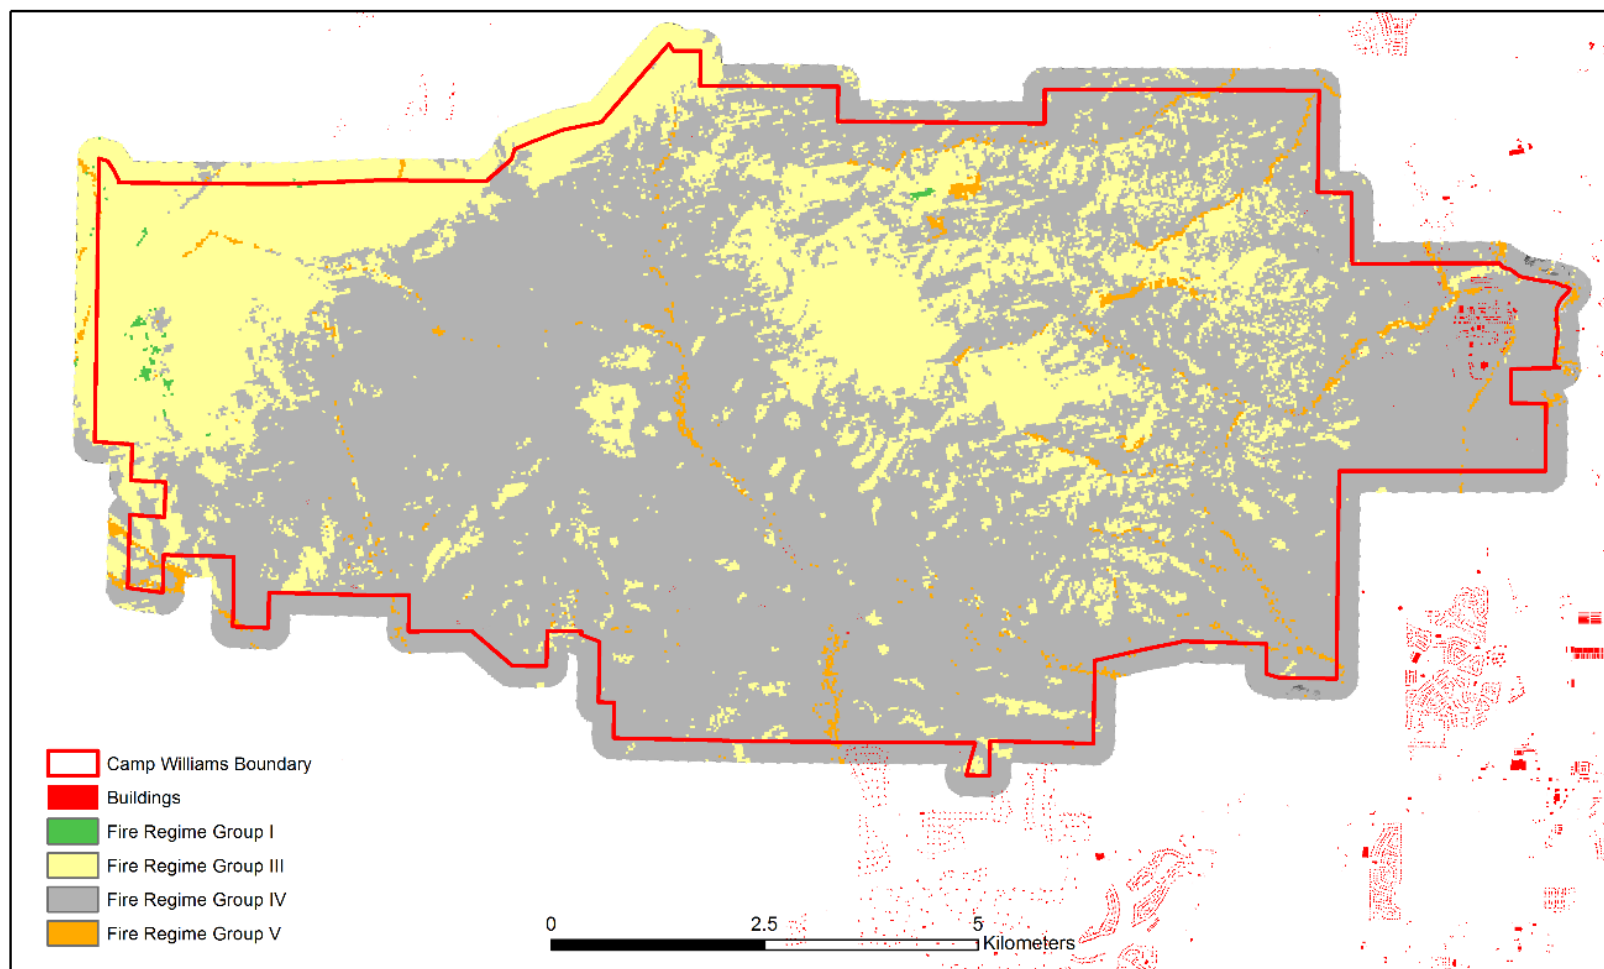 Camp Williams Boundary
Buildings
Fire Regime Group I
Fire Regime Group III
Fire Regime Group IV
Fire Regime Group V
0 2.5 5
Kilometers